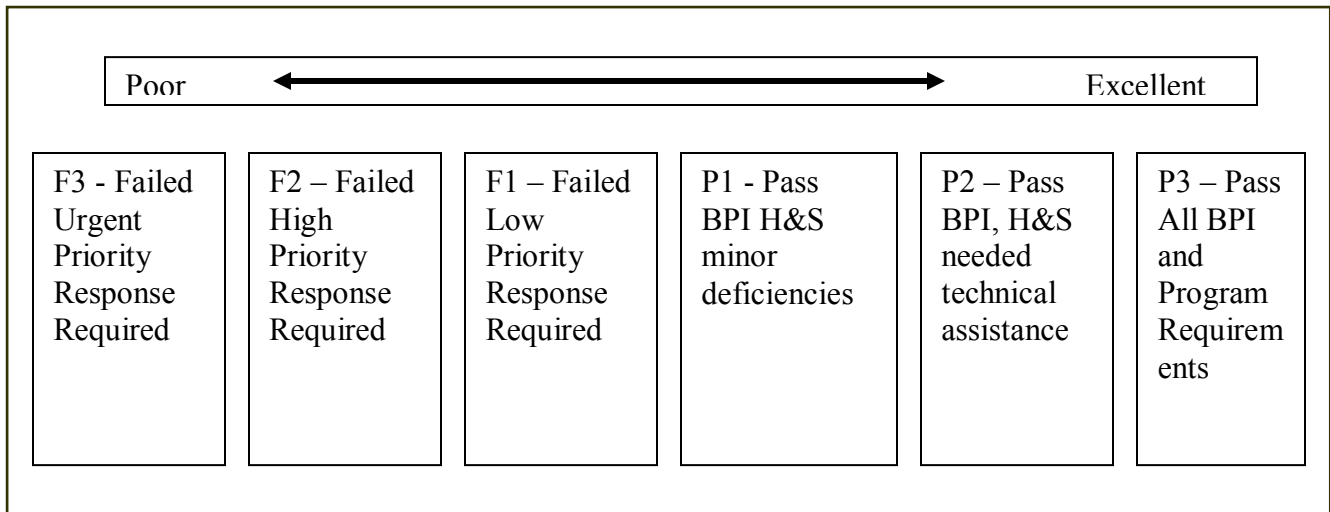 Poor Excellent
F3 - Failed
Urgent
Priority
Response
Required
F2 – Failed
High
Priority
Response
Required
F1 – Failed
Low
Priority
Response
Required
P1 - Pass
BPI H&S
minor
deficiencies
P2 – Pass
BPI, H&S
needed
technical
assistance
P3 – Pass
All BPI
and
Program
Requirem
ents